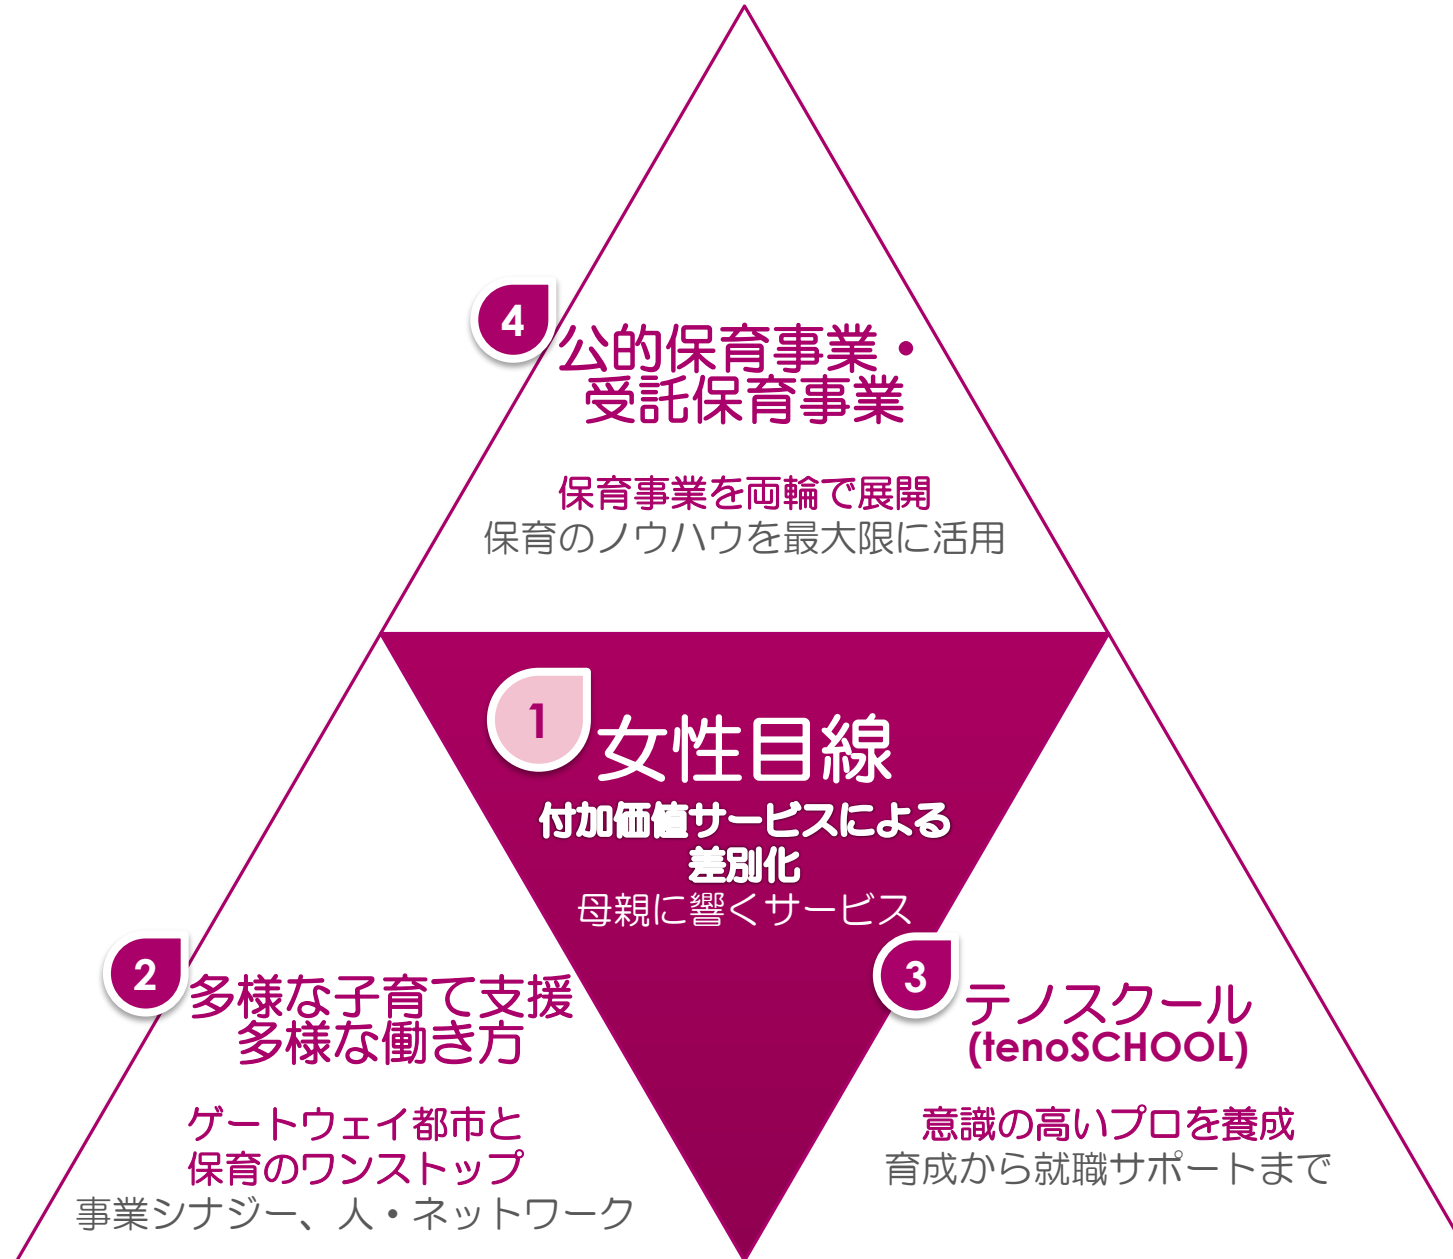 4
公的保育事業・
受託保育事業
保育事業を両輪で展開
保育のノウハウを最大限に活用
1
女性目線
付加価値サービスによる
差別化
母親に響くサービス
2
多様な子育て支援
多様な働き方
ゲートウェイ都市と
保育のワンストップ
事業シナジー、人・ネットワーク
3
テノスクール
(tenoSCHOOL)
意識の高いプロを養成
育成から就職サポートまで